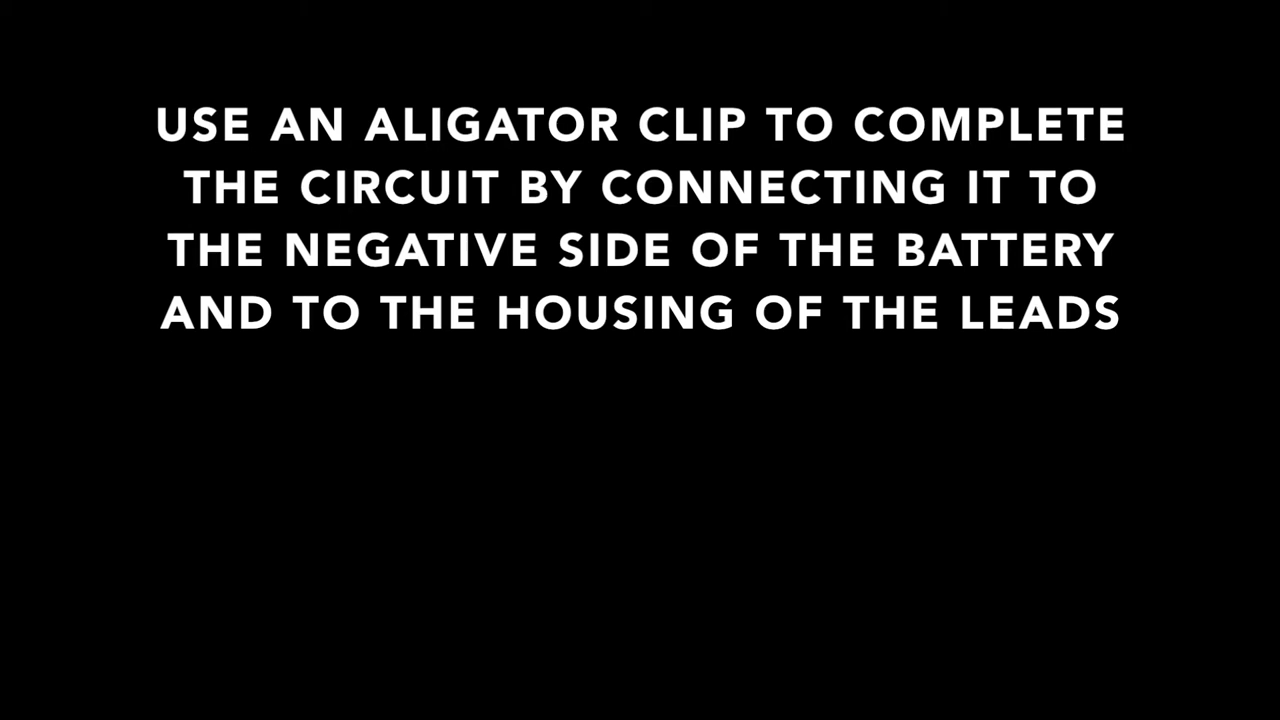 USE AN ALIGATOR CLIP TO COMPLETE
THE CIRCUIT BY CONNECTING IT TO
THE NEGATIVE SIDE OF THE BATTERY
AND TO THE HOUSING OF THE LEADS